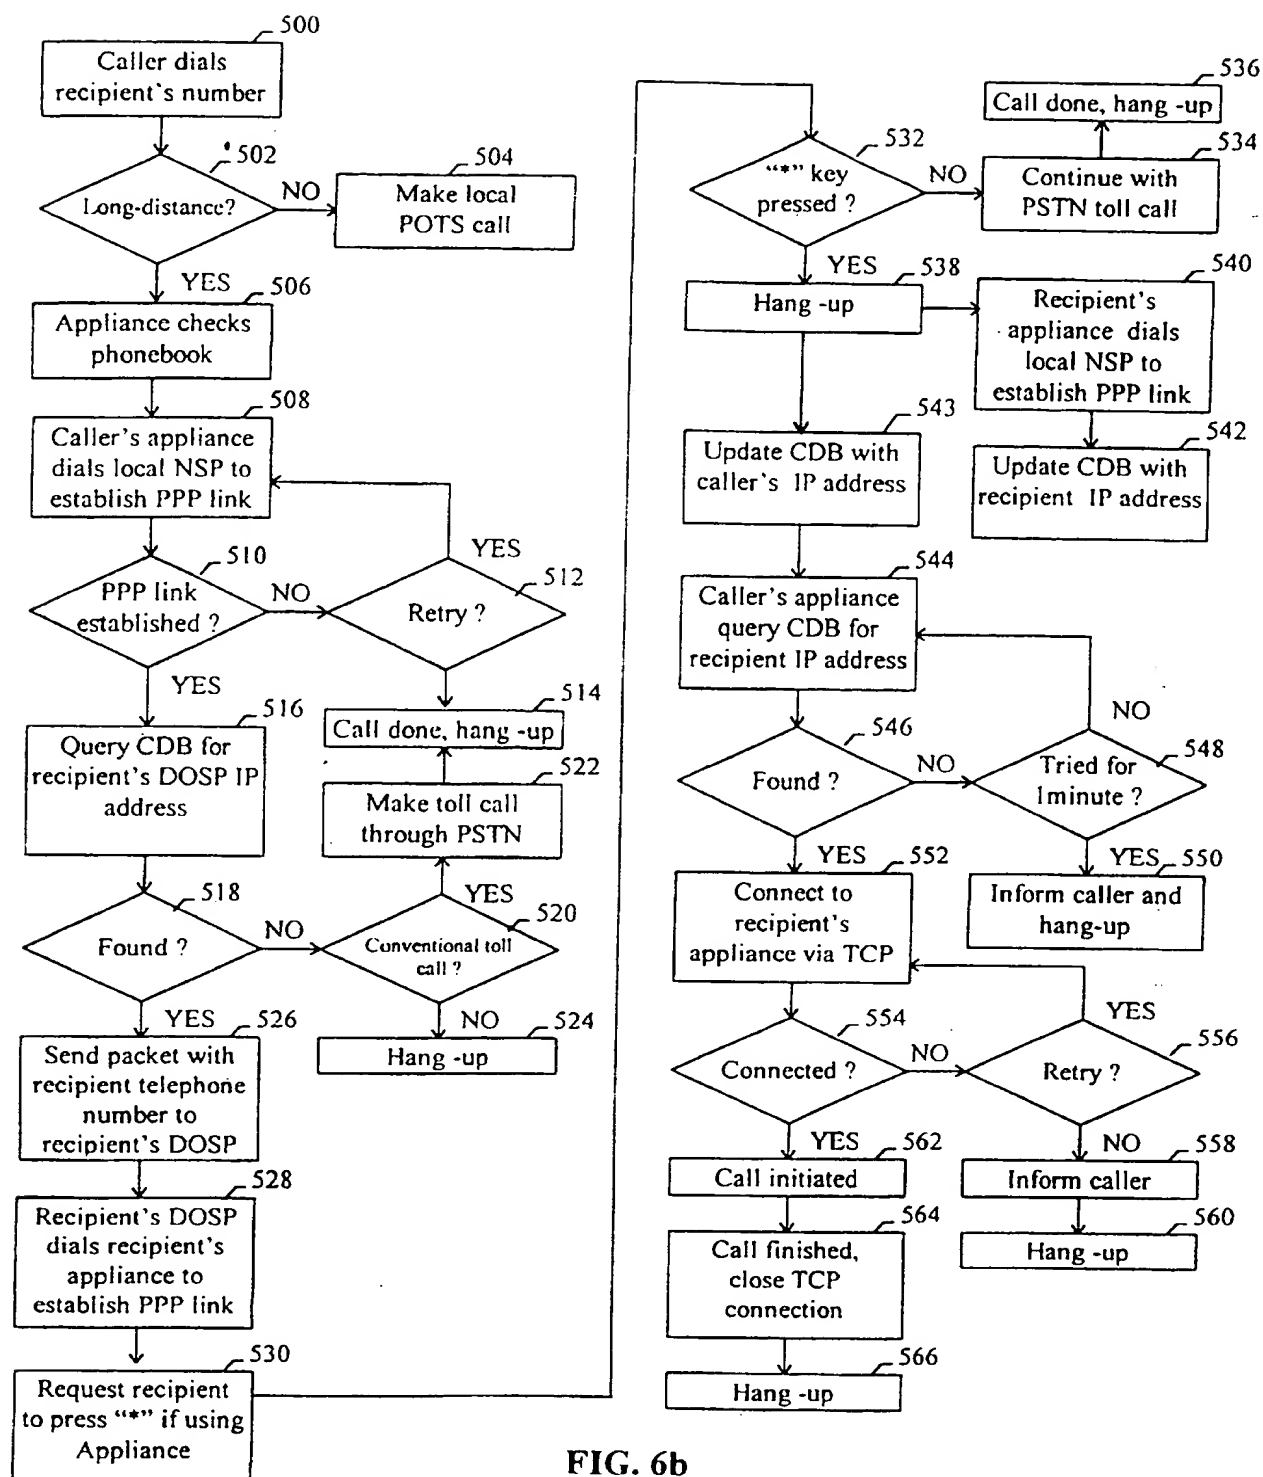 500
Caller dials
recipient's number
502
Long-distance?
NO
504
Make local
POTS call
YES
506
Appliance checks
phonebook
508
Caller's appliance
dials local NSP to
establish PPP link
510
PPP link
established ?
NO
YES
512
Retry ?
YES
514
Call done, hang -up
516
Query CDB for
recipient's DOSP IP
address
522
Make toll call
through PSTN
518
Found ?
NO
YES
520
Conventional toll
call ?
YES
526
Send packet with
recipient telephone
number to
recipient's DOSP
NO
524
Hang -up
528
Recipient's DOSP
dials recipient's
appliance to
establish PPP link
530
Request recipient
to press “*” if using
Appliance
532
“*” key
pressed ?
NO
536
Call done, hang -up
534
Continue with
PSTN toll call
YES
538
Hang -up
540
Recipient's
appliance dials
local NSP to
establish PPP link
543
Update CDB with
caller's IP address
542
Update CDB with
recipient IP address
544
Caller's appliance
query CDB for
recipient IP address
546
Found ?
NO
NO
548
Tried for
1minute ?
YES
552
Connect to
recipient's
appliance via TCP
YES
550
Inform caller and
hang-up
554
Connected ?
NO
YES
556
Retry ?
YES
562
Call initiated
NO
558
Inform caller
564
Call finished,
close TCP
connection
560
Hang -up
566
Hang -up
FIG. 6b